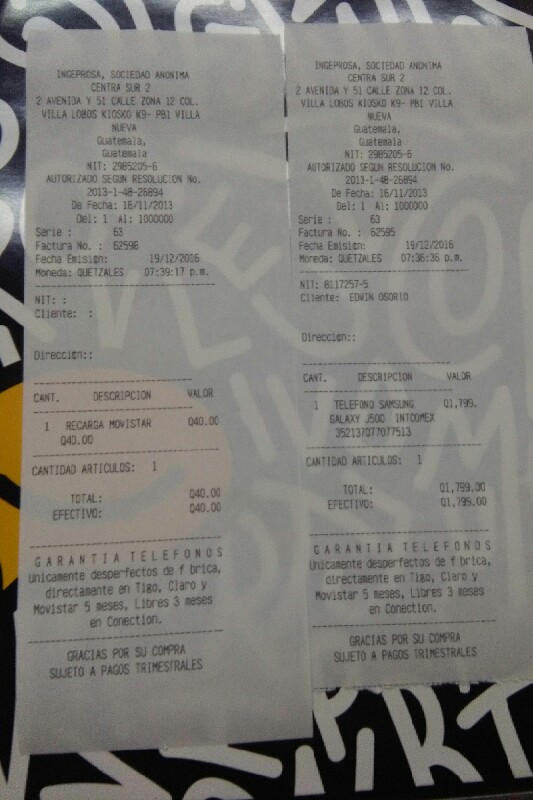 INGEPROSA, SOCIEDAD ANONIMA
CENTRA SUR 2
2 AVENIDA Y 51 CALLE ZONA 12 COL.
VILLA LOBOS KIOSKO K9- PB1 VILLA
NUEVA
Guatemala,
Guatemala
NIT: 2985205-6
AUTORIZADO SEGUN RESOLUCION No.
2013-1-48-26894
De Fecha: 16/11/2013
Del: 1 Al: 1000000
Serie : 63
Factura No. : 62596
Fecha Emision: 19/12/2016
Moneda: QUETZALES 07:39:17 p.m.
NIT: :
Cliente: :
Dirección::
CANT. DESCRIPCION VALOR
1 RECARGA MOVISTAR Q40.00
Q40.00
CANTIDAD ARTICULOS: 1
TOTAL: Q40.00
EFECTIVO: Q40.00
G A R A N T I A T E L E F O N O S
Unicamente desperfectos de f brica,
directamente en Tigo, Claro y
Movistar 5 meses, Libres 3 meses
en Conection.
GRACIAS POR SU COMPRA
SUJETO A PAGOS TRIMESTRALES
INGEPROSA, SOCIEDAD ANONIMA
CENTRA SUR 2
2 AVENIDA Y 51 CALLE ZONA 12 COL.
VILLA LOBOS KIOSKO K9- PB1 VILLA
NUEVA
Guatemala,
Guatemala
NIT: 2985205-6
AUTORIZADO SEGUN RESOLUCION No.
2013-1-48-26894
De Fecha: 16/11/2013
Del: 1 Al: 1000000
Serie : 63
Factura No. : 62595
Fecha Emision: 19/12/2016
Moneda: QUETZALES 07:36:36 p.m.
NIT: 8117257-5
Cliente: EDWIN OSORIO
Dirección::
CANT. DESCRIPCION VALOR
1 TELEFONO SAMSUNG Q1,799.
GALAXY J500 INTCOMEX
352137077077513
CANTIDAD ARTICULOS: 1
TOTAL: Q1,799.00
EFECTIVO: Q1,799.00
G A R A N T I A T E L E F O N O S
Unicamente desperfectos de f brica,
directamente en Tigo, Claro y
Movistar 5 meses, Libres 3 meses
en Conection.
GRACIAS POR SU COMPRA
SUJETO A PAGOS TRIMESTRALES